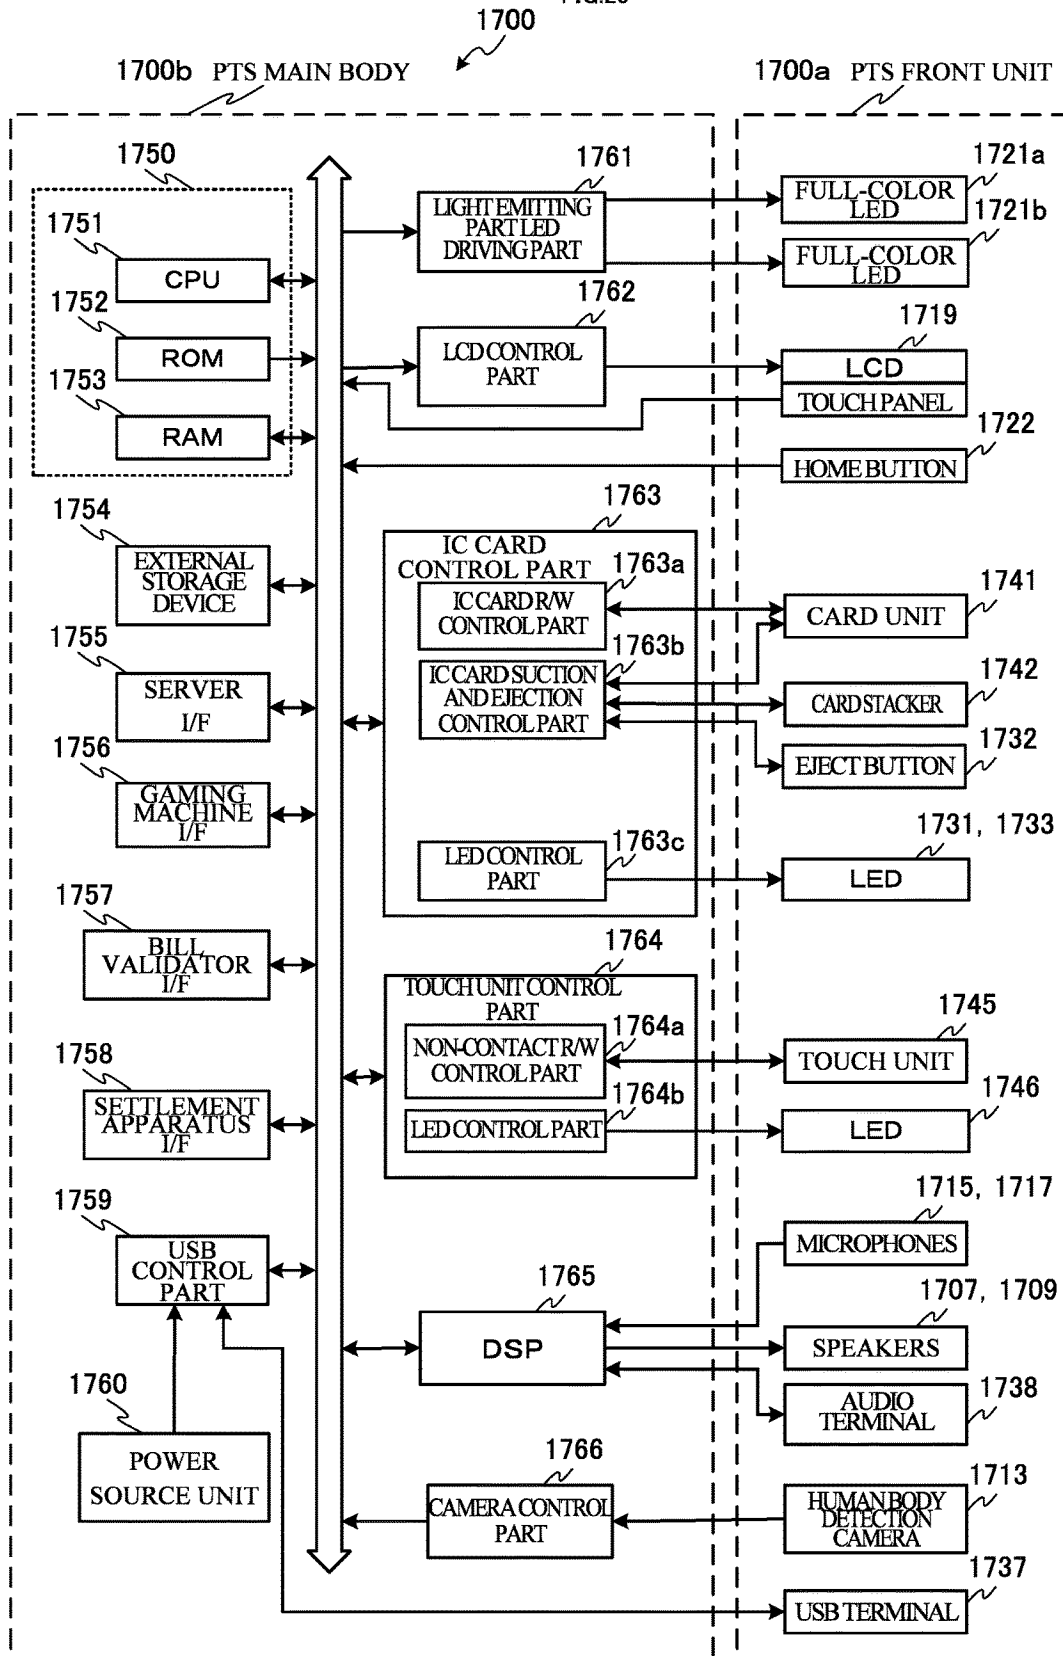 1700
1700b PTS MAIN BODY
1700a PTS FRONT UNIT
1750
1751
CPU
1752
ROM
1753
RAM
1754
EXTERNAL
STORAGE
DEVICE
1755
SERVER
I/F
1756
GAMING
MACHINE
I/F
1757
BILL
VALIDATOR
I/F
1758
SETTLEMENT
APPARATUS
I/F
1759
USB
CONTROL
PART
1760
POWER
SOURCE UNIT
1761
LIGHT EMITTING
PART LED
DRIVING PART
1762
LCD CONTROL
PART
1763
IC CARD
CONTROL PART
1763a
IC CARD R/W
CONTROL PART
1763b
IC CARD SUCTION
AND EJECTION
CONTROL PART
1763c
LED CONTROL
PART
1764
TOUCH UNIT CONTROL
PART
1764a
NON-CONTACT R/W
CONTROL PART
1764b
LED CONTROL PART
1765
DSP
1766
CAMERA CONTROL
PART
1721a
FULL-COLOR
LED
1721b
FULL-COLOR
LED
1719
LCD
TOUCH PANEL
1722
HOME BUTTON
1741
CARD UNIT
1742
CARD STACKER
1732
EJECT BUTTON
1731, 1733
LED
1745
TOUCH UNIT
1746
LED
1715, 1717
MICROPHONES
1707, 1709
SPEAKERS
1738
AUDIO
TERMINAL
1713
HUMAN BODY
DETECTION
CAMERA
1737
USB TERMINAL